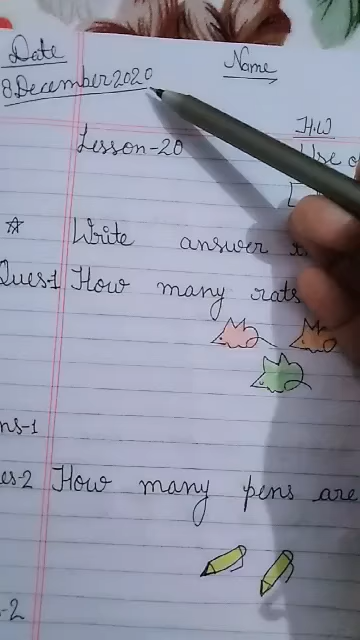 Date
Name
8 December 2020
H.W
Lesson-20
Use
☆ Write answer
Ques-1 How many rats
ns-1
es-2 How many pens are
-2